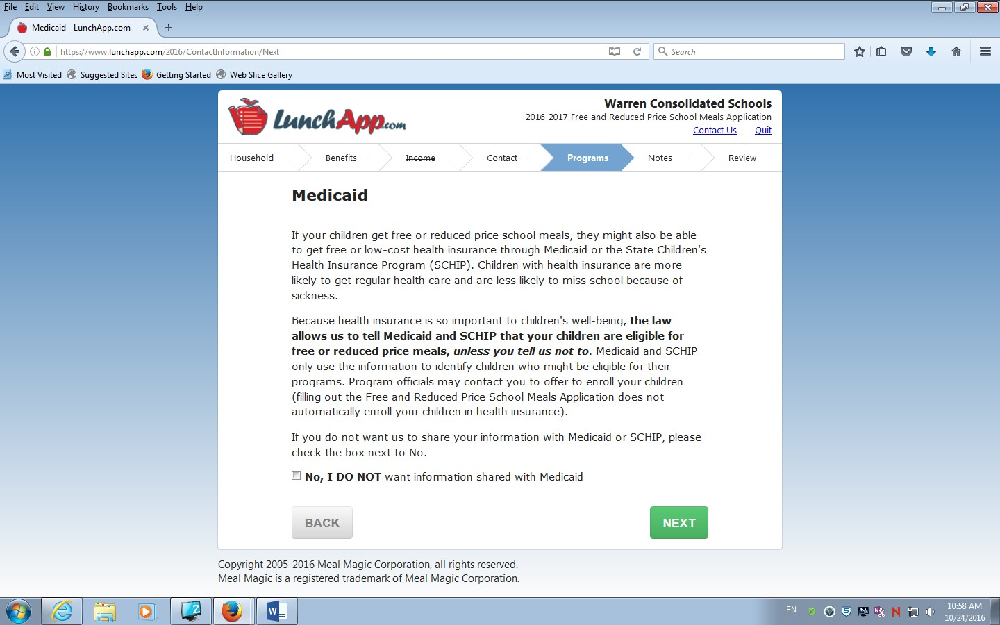 File Edit View History Bookmarks Tools Help
Medicaid - LunchApp.com
https://www.lunchapp.com/2016/ContactInformation/Next
Search
Most Visited Suggested Sites Getting Started Web Slice Gallery
LunchApp.com
Warren Consolidated Schools
2016-2017 Free and Reduced Price School Meals Application
Contact Us Quit
Household Benefits Income Contact Programs Notes Review
Medicaid
If your children get free or reduced price school meals, they might also be able
to get free or low-cost health insurance through Medicaid or the State Children's
Health Insurance Program (SCHIP). Children with health insurance are more
likely to get regular health care and are less likely to miss school because of
sickness.
Because health insurance is so important to children's well-being, the law
allows us to tell Medicaid and SCHIP that your children are eligible for
free or reduced price meals, unless you tell us not to. Medicaid and SCHIP
only use the information to identify children who might be eligible for their
programs. Program officials may contact you to offer to enroll your children
(filling out the Free and Reduced Price School Meals Application does not
automatically enroll your children in health insurance).
If you do not want us to share your information with Medicaid or SCHIP, please
check the box next to No.
No, I DO NOT want information shared with Medicaid
BACK NEXT
Copyright 2005-2016 Meal Magic Corporation, all rights reserved.
Meal Magic is a registered trademark of Meal Magic Corporation.
EN
10:58 AM
10/24/2016